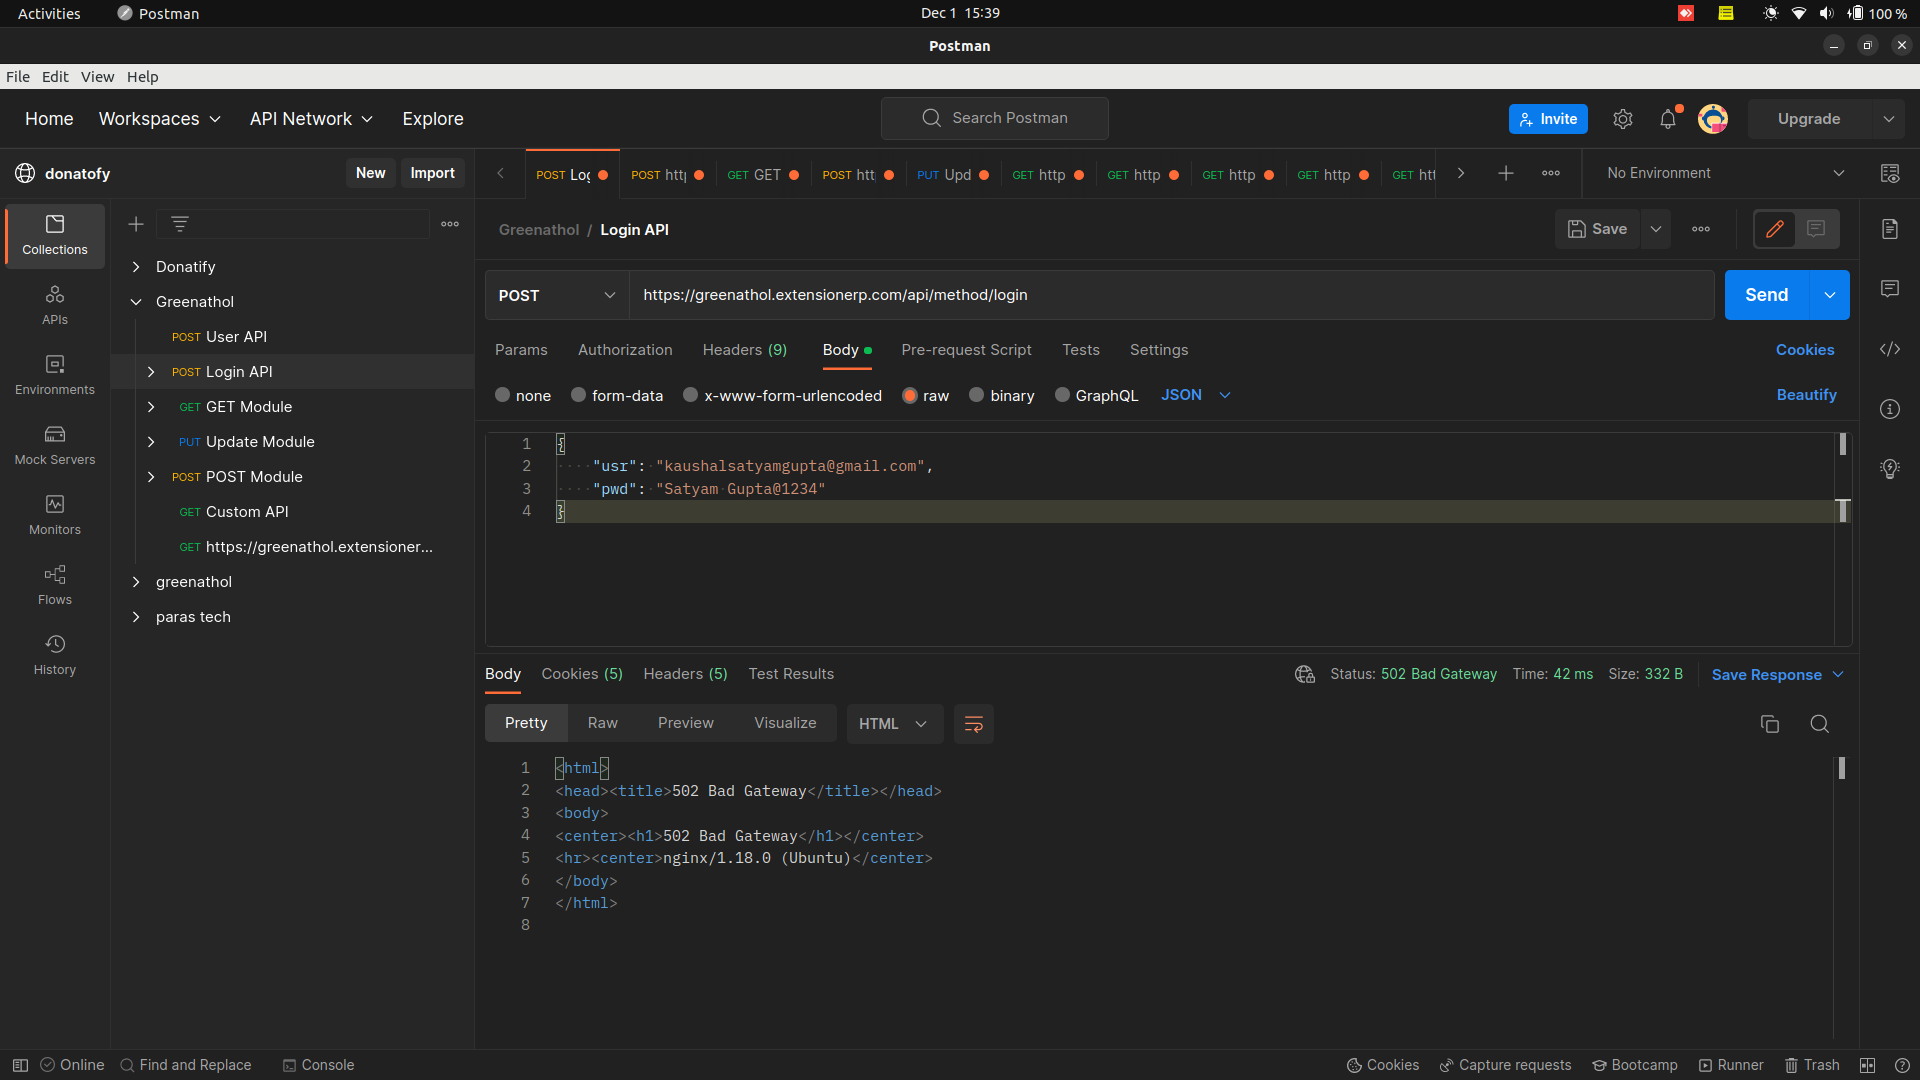 Activities Postman Dec 1 15:39 100 %
Postman
File Edit View Help
Home Workspaces API Network Explore Search Postman Invite Upgrade
donatofy New Import
POST Log POST http GET GET POST http PUT Upd GET http GET http GET http GET http GET htt No Environment
Collections
APIs
Environments
Mock Servers
Monitors
Flows
History
Donatify
Greenathol
POST User API
POST Login API
GET GET Module
PUT Update Module
POST POST Module
GET Custom API
GET https://greenathol.extensioner...
greenathol
paras tech
Greenathol / Login API Save
POST https://greenathol.extensionerp.com/api/method/login Send
Params Authorization Headers (9) Body Pre-request Script Tests Settings Cookies
none form-data x-www-form-urlencoded raw binary GraphQL JSON Beautify
1 {
2 "usr": "kaushalsatyamgupta@gmail.com",
3 "pwd": "Satyam Gupta@1234"
4 }
Body Cookies (5) Headers (5) Test Results Status: 502 Bad Gateway Time: 42 ms Size: 332 B Save Response
Pretty Raw Preview Visualize HTML
1 <html>
2 <head><title>502 Bad Gateway</title></head>
3 <body>
4 <center><h1>502 Bad Gateway</h1></center>
5 <hr><center>nginx/1.18.0 (Ubuntu)</center>
6 </body>
7 </html>
8
Online Find and Replace Console Cookies Capture requests Bootcamp Runner Trash